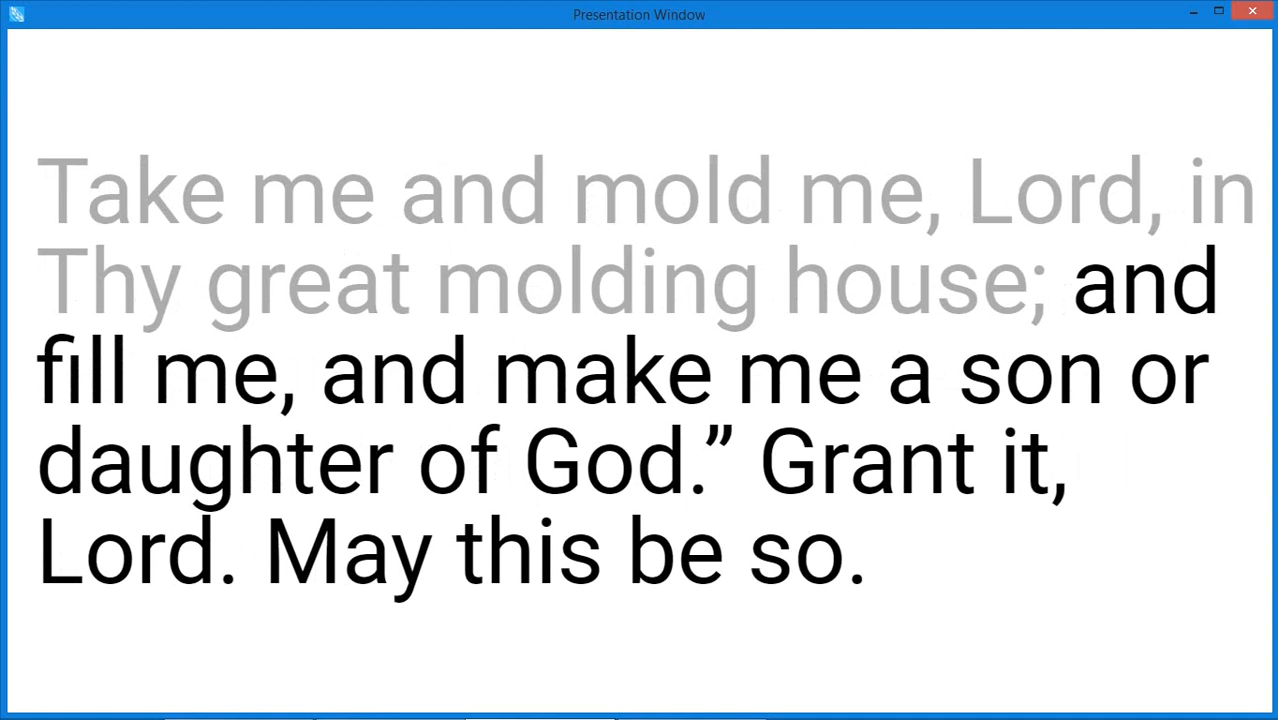 Presentation Window
Take me and mold me, Lord, in
Thy great molding house; and
fill me, and make me a son or
daughter of God.” Grant it,
Lord. May this be so.